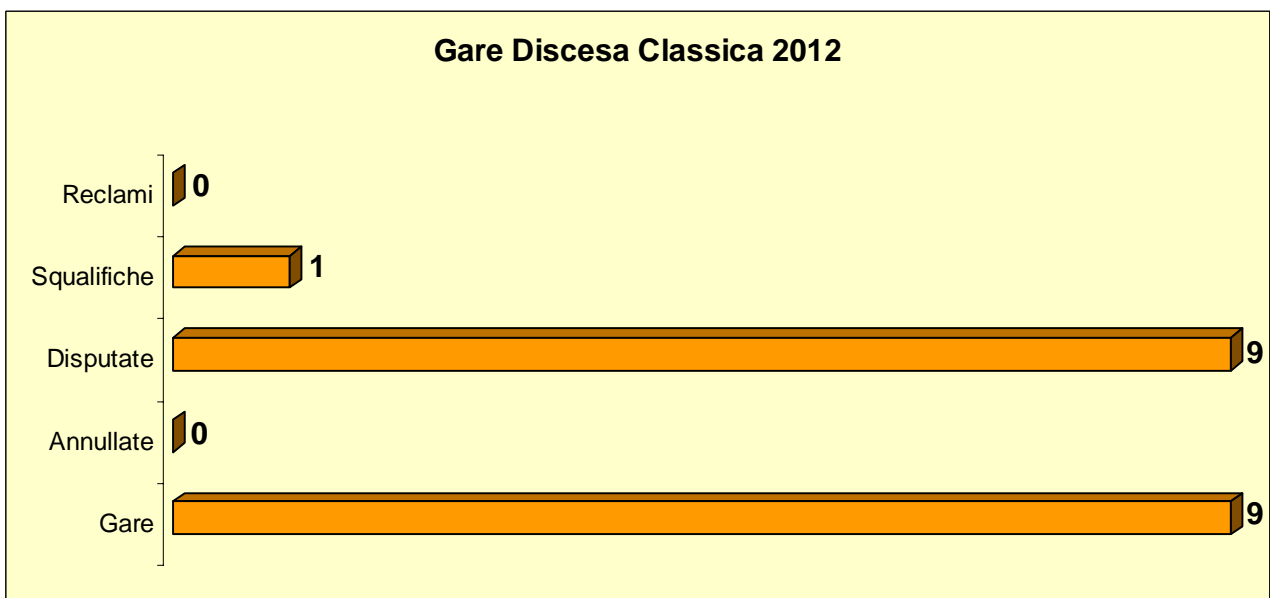 Gare Discesa Classica 2012
Reclami 0
Squalifiche 1
Disputate 9
Annullate 0
Gare 9